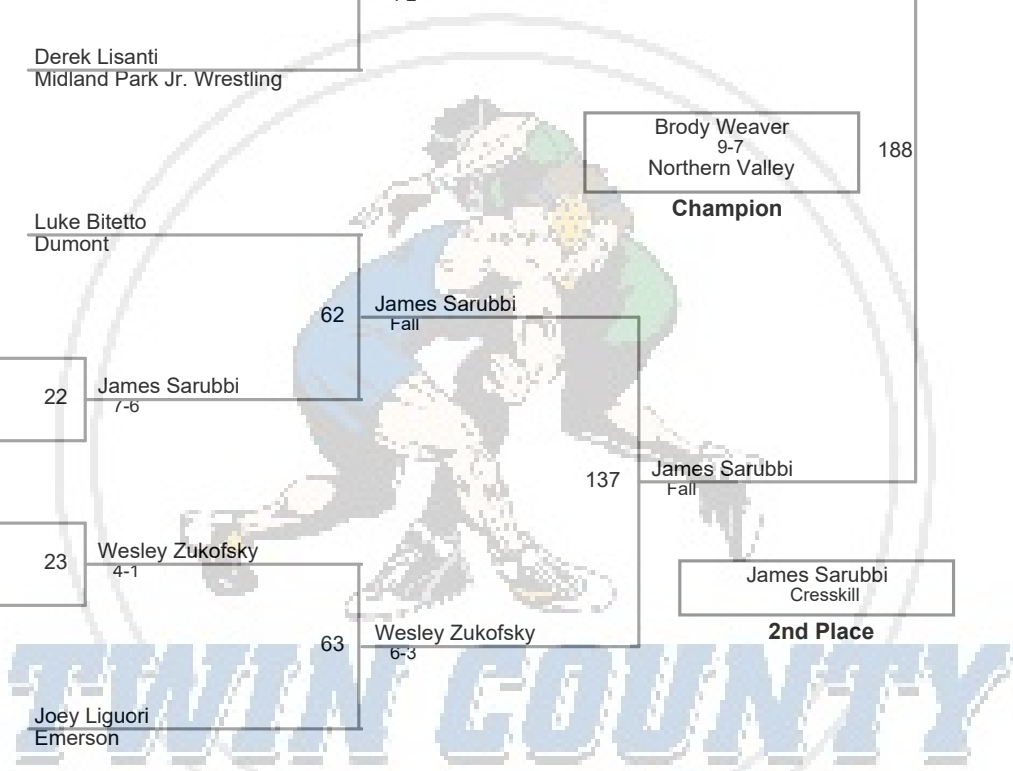 Derek Lisanti
Midland Park Jr. Wrestling
Brody Weaver
9-7
Northern Valley
188
Champion
Luke Bitetto
Dumont
62
James Sarubbi
Fall
22
James Sarubbi
7-6
137
James Sarubbi
Fall
23
Wesley Zukofsky
4-1
James Sarubbi
Cresskill
2nd Place
63
Wesley Zukofsky
6-3
Joey Liguori
Emerson
TWIN COUNTY